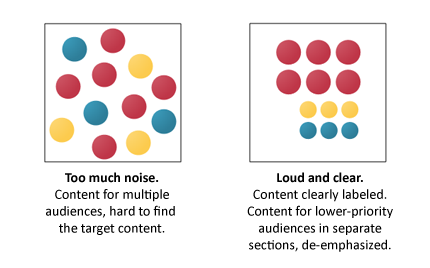 Too much noise.
Content for multiple
audiences, hard to find
the target content.
Loud and clear.
Content clearly labeled.
Content for lower-priority
audiences in separate
sections, de-emphasized.